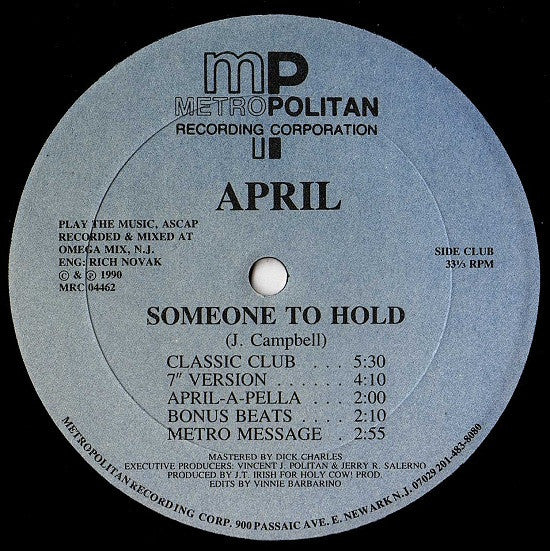 mp
METROPOLITAN
RECORDING CORPORATION
APRIL
PLAY THE MUSIC, ASCAP
RECORDED & MIXED AT
OMEGA MIX, N.J.
ENG: RICH NOVAK
© & ℗ 1990
MRC 04462
SIDE CLUB
33⅓ RPM
SOMEONE TO HOLD
(J. Campbell)
CLASSIC CLUB . . . 5:30
7" VERSION . . . . . . 4:10
APRIL-A-PELLA . . . 2:00
BONUS BEATS . . . . 2:10
METRO MESSAGE . 2:55
MASTERED BY DICK CHARLES
EXECUTIVE PRODUCERS: VINCENT J. POLITAN & JERRY R. SALERNO
PRODUCED BY J.T. IRISH FOR HOLY COW! PROD.
EDITS BY VINNIE BARBARINO
METROPOLITAN RECORDING CORP. 900 PASSAIC AVE. E. NEWARK N.J. 07029 201-483-8080